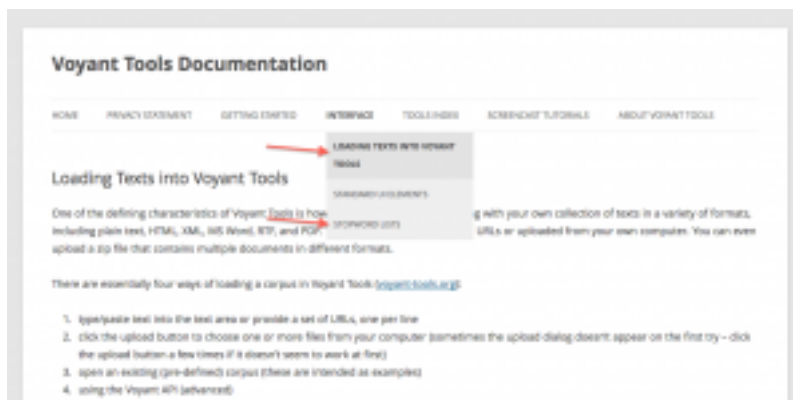 Voyant Tools Documentation
HOME PRIVACY STATEMENT GETTING STARTED INTERFACE TOOLS INDEX SCREENCAST TUTORIALS ABOUT VOYANT TOOLS
LOADING TEXTS INTO VOYANT
TOOLS
STANDARD UI ELEMENTS
STOPWORD LISTS
Loading Texts into Voyant Tools
One of the defining characteristics of Voyant Tools is how g with your own collection of texts in a variety of formats,
including plain text, HTML, XML, MS Word, RTF, and PDF. URLs or uploaded from your own computer. You can even
upload a zip file that contains multiple documents in different formats.
There are essentially four ways of loading a corpus in Voyant Tools (voyant-tools.org):
1. type/paste text into the text area or provide a set of URLs, one per line
2. click the upload button to choose one or more files from your computer (sometimes the upload dialog doesn't appear on the first try – click
the upload button a few times if it doesn't seem to work at first)
3. open an existing (pre-defined) corpus (these are intended as examples)
4. using the Voyant API (advanced)